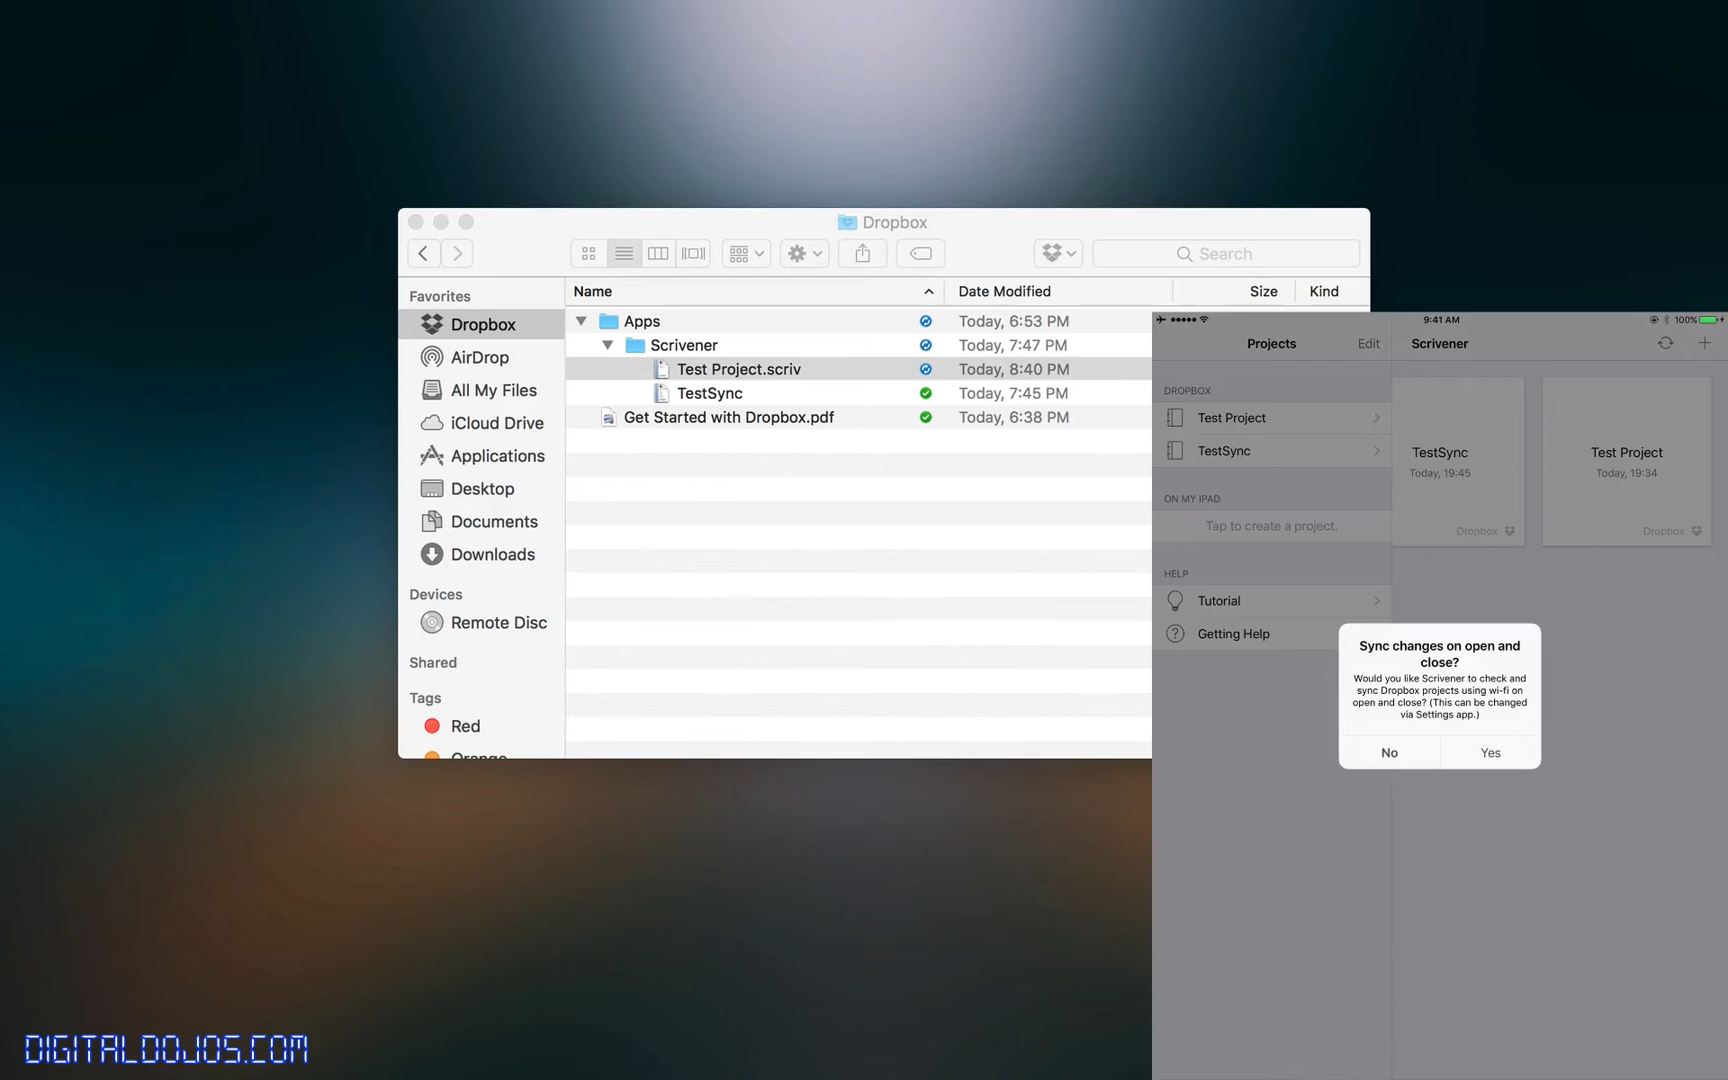 Dropbox
Search
Favorites
Dropbox
AirDrop
All My Files
iCloud Drive
Applications
Desktop
Documents
Downloads
Devices
Remote Disc
Shared
Tags
Red
Orange
Name
Date Modified
Size
Kind
Apps
Today, 6:53 PM
Scrivener
Today, 7:47 PM
Test Project.scriv
Today, 8:40 PM
TestSync
Today, 7:45 PM
Get Started with Dropbox.pdf
Today, 6:38 PM
9:41 AM
100%
Projects
Edit
Scrivener
DROPBOX
Test Project
TestSync
ON MY IPAD
Tap to create a project.
HELP
Tutorial
Getting Help
TestSync
Today, 19:45
Dropbox
Test Project
Today, 19:34
Dropbox
Sync changes on open and
close?
Would you like Scrivener to check and
sync Dropbox projects using wi-fi on
open and close? (This can be changed
via Settings app.)
No
Yes
DIGITALDOJOS.COM